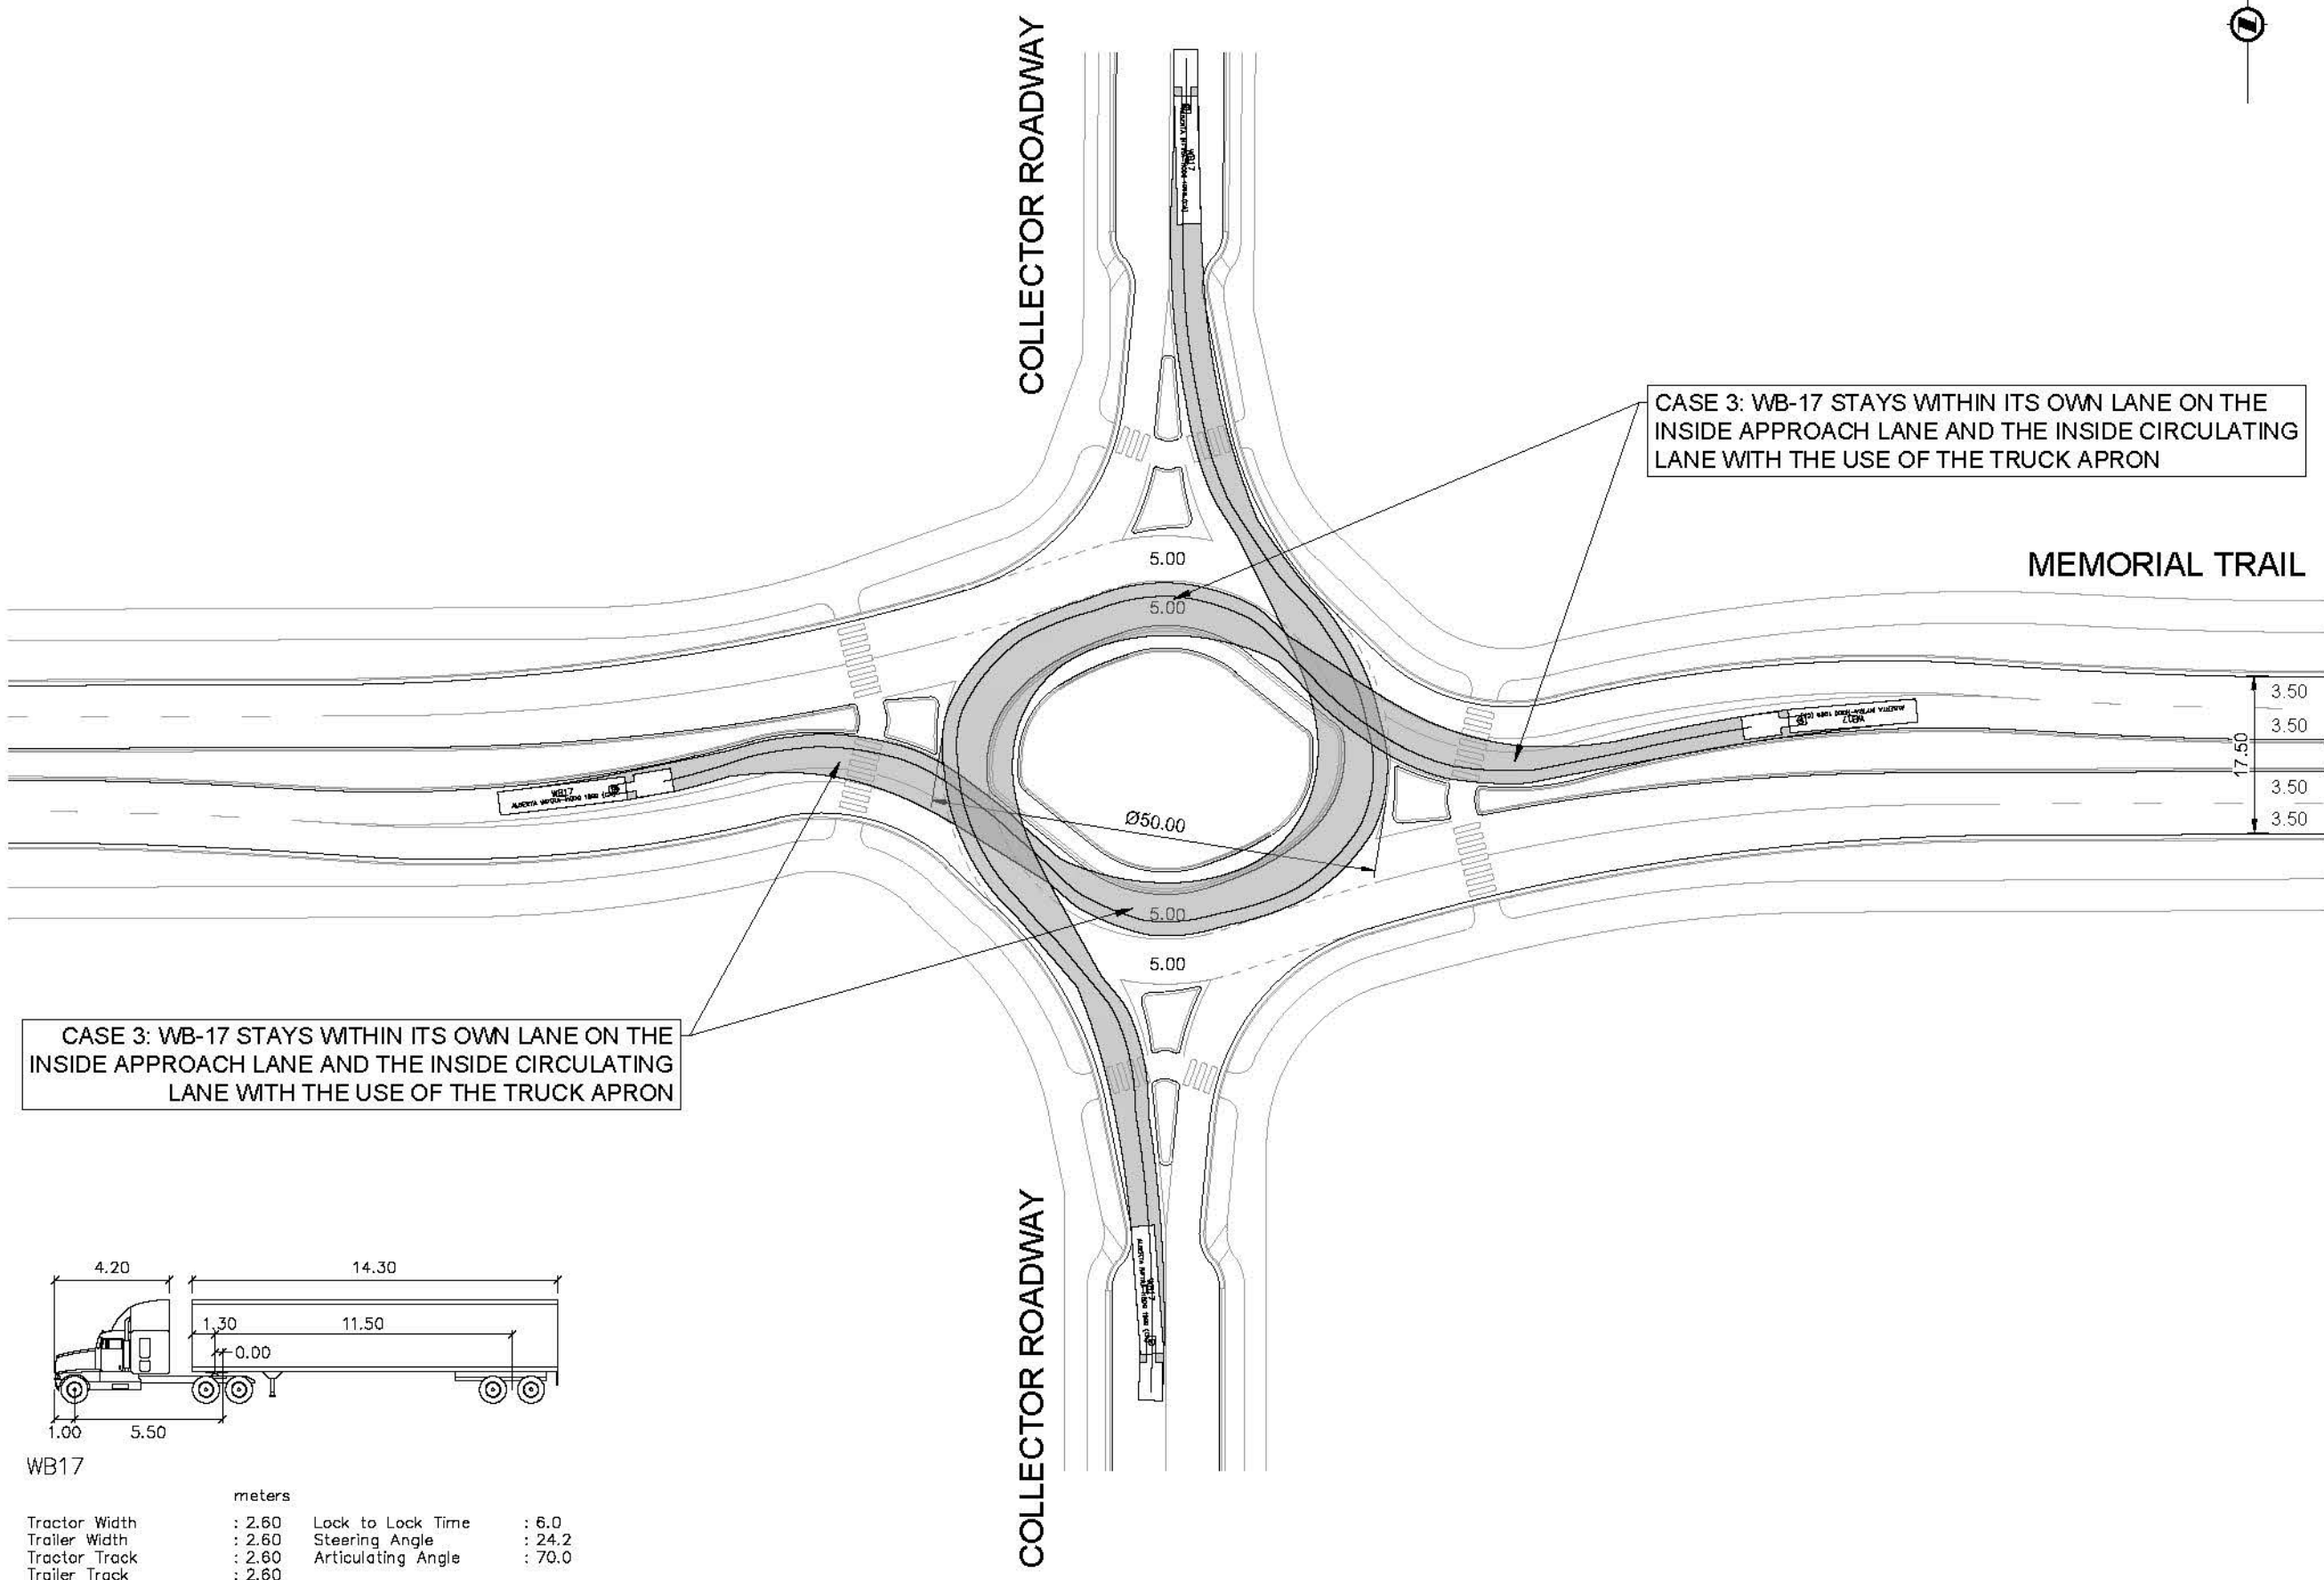 COLLECTOR ROADWAY
CASE 3: WB-17 STAYS WITHIN ITS OWN LANE ON THE
INSIDE APPROACH LANE AND THE INSIDE CIRCULATING
LANE WITH THE USE OF THE TRUCK APRON
MEMORIAL TRAIL
5.00
5.00
3.50
3.50
17.50
3.50
3.50
WB17
WB17
WB17
Ø50.00
5.00
5.00
CASE 3: WB-17 STAYS WITHIN ITS OWN LANE ON THE
INSIDE APPROACH LANE AND THE INSIDE CIRCULATING
LANE WITH THE USE OF THE TRUCK APRON
COLLECTOR ROADWAY
4.20
14.30
1.30
11.50
0.00
1.00
5.50
WB17
meters
Tractor Width : 2.60 Lock to Lock Time : 6.0
Trailer Width : 2.60 Steering Angle : 24.2
Tractor Track : 2.60 Articulating Angle : 70.0
Trailer Track : 2.60